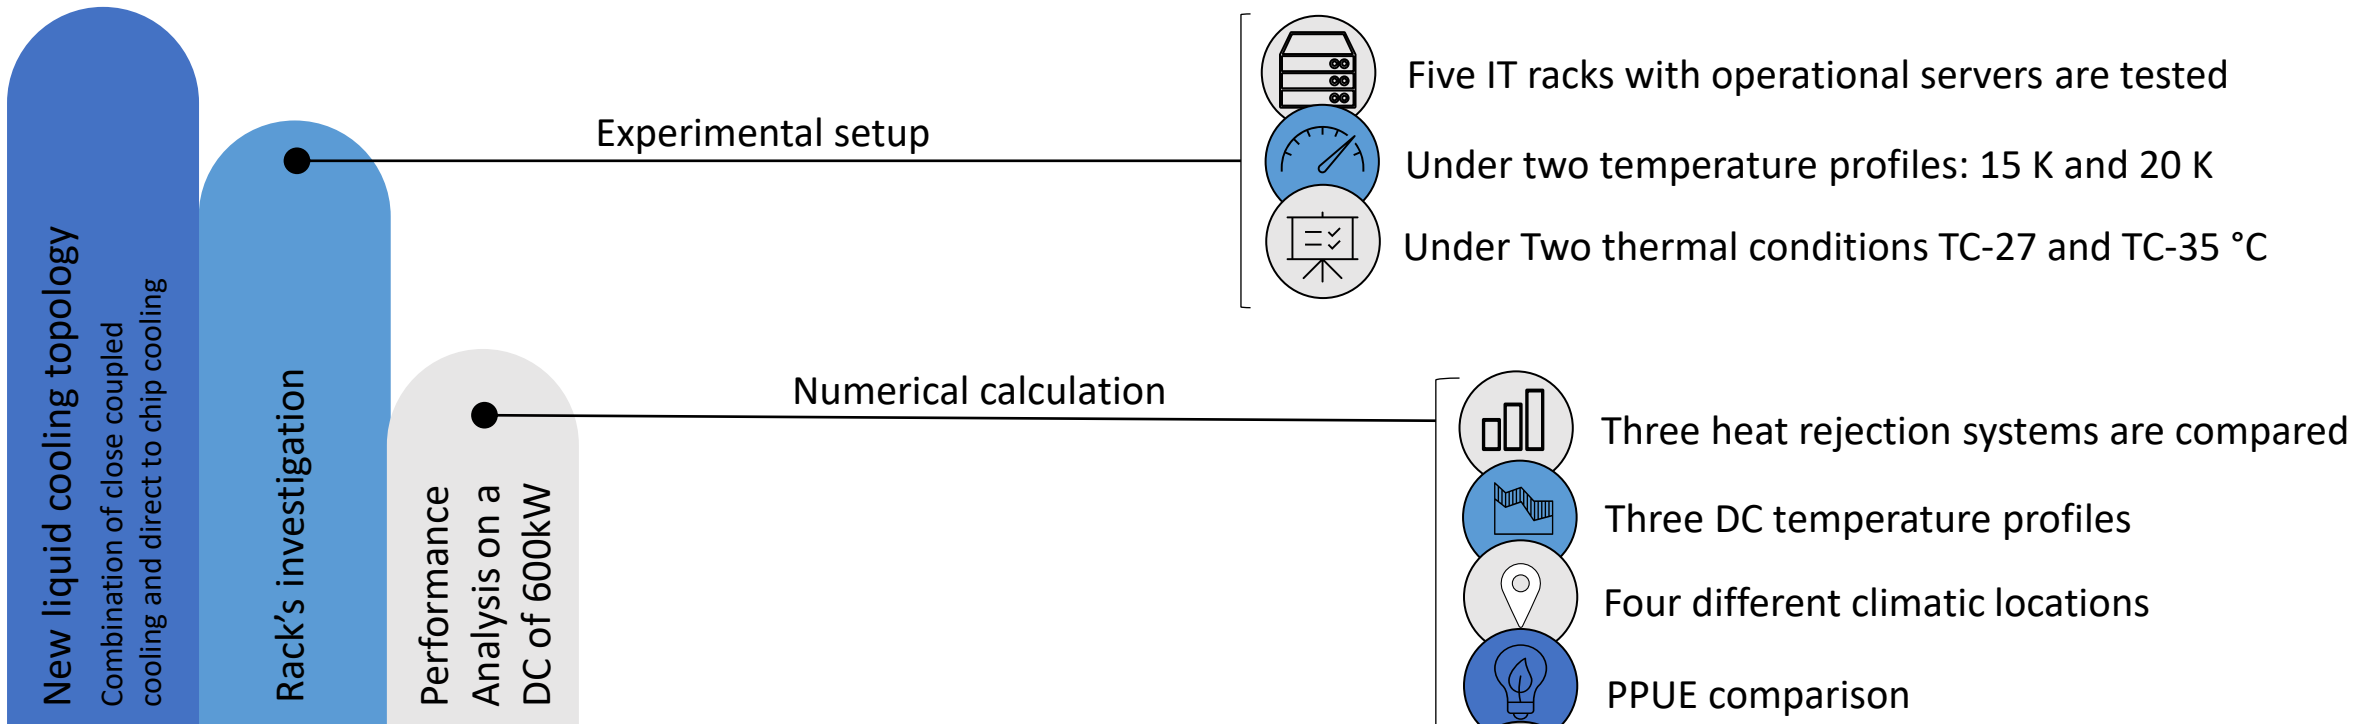 New liquid cooling topology
Combination of close coupled
cooling and direct to chip cooling
Rack's investigation
Performance
Analysis on a
DC of 600kW
Experimental setup
Five IT racks with operational servers are tested
Under two temperature profiles: 15 K and 20 K
Under Two thermal conditions TC-27 and TC-35 °C
Numerical calculation
Three heat rejection systems are compared
Three DC temperature profiles
Four different climatic locations
PPUE comparison